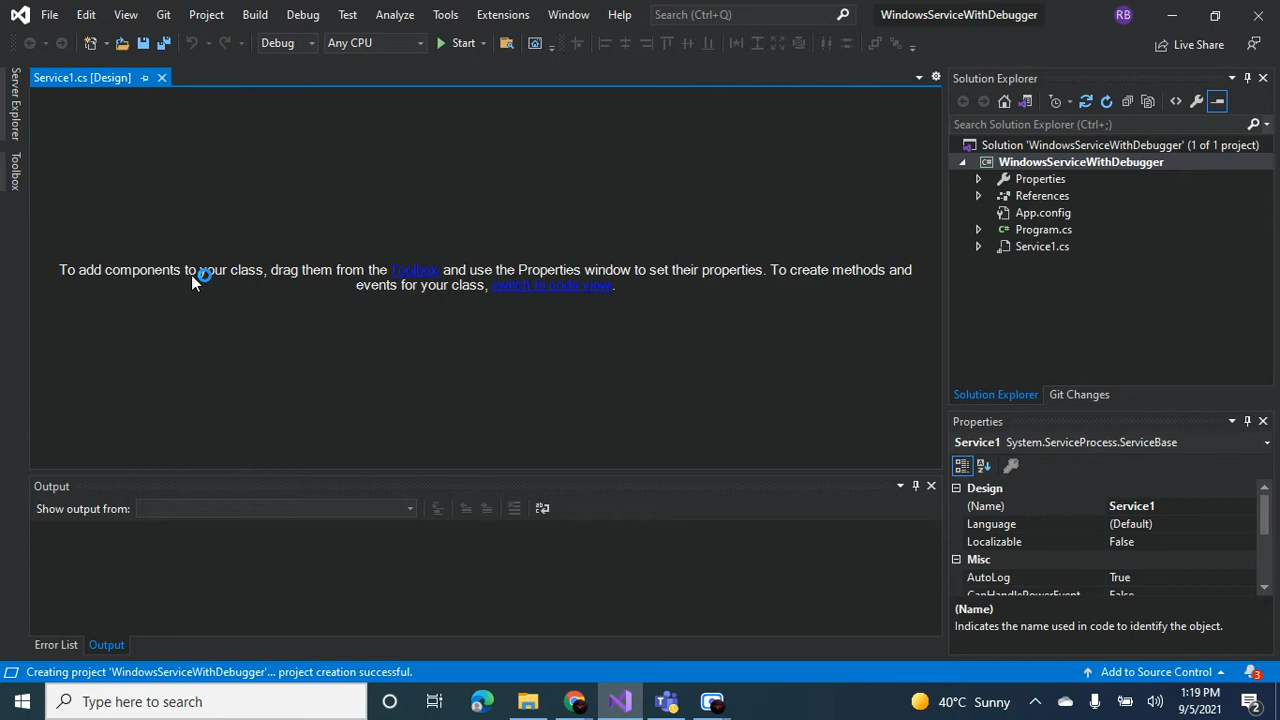 File Edit View Git Project Build Debug Test Analyze Tools Extensions Window Help Search (Ctrl+Q) WindowsServiceWithDebugger RB
Debug Any CPU Start Live Share
Service1.cs [Design]
Server Explorer
Toolbox
To add components to your class, drag them from the Toolbox and use the Properties window to set their properties. To create methods and
events for your class, switch to code view.
Solution Explorer
Search Solution Explorer (Ctrl+;)
Solution 'WindowsServiceWithDebugger' (1 of 1 project)
C# WindowsServiceWithDebugger
Properties
References
App.config
C# Program.cs
Service1.cs
Solution Explorer Git Changes
Properties
Service1 System.ServiceProcess.ServiceBase
Design
(Name) Service1
Language (Default)
Localizable False
Misc
AutoLog True
CanHandlePowerEvent False
(Name)
Indicates the name used in code to identify the object.
Output
Show output from:
Error List Output
Creating project 'WindowsServiceWithDebugger'... project creation successful.
Add to Source Control 3
Type here to search
40°C Sunny
1:19 PM
9/5/2021
2